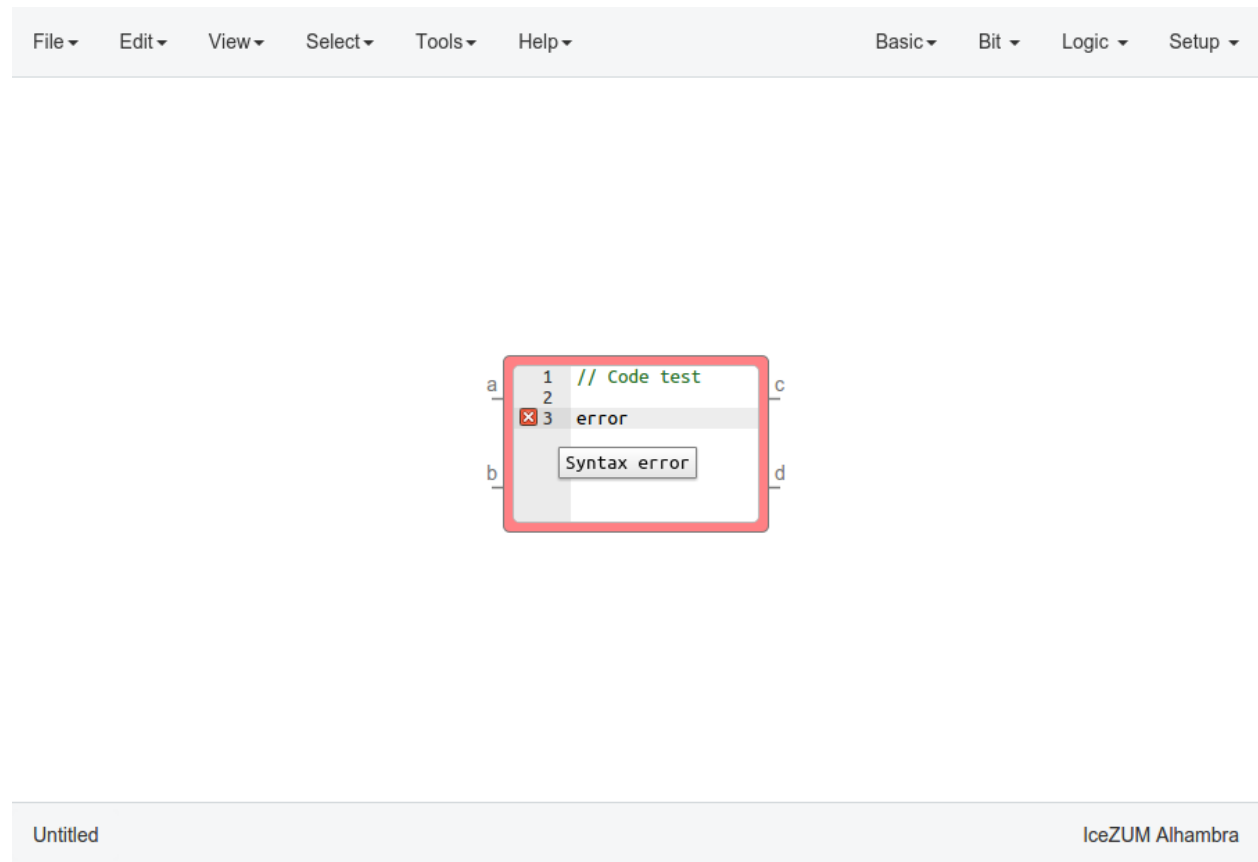 File Edit View Select Tools Help Basic Bit Logic Setup
a 1 // Code test c
2
3 error
Syntax error
b d
Untitled IceZUM Alhambra